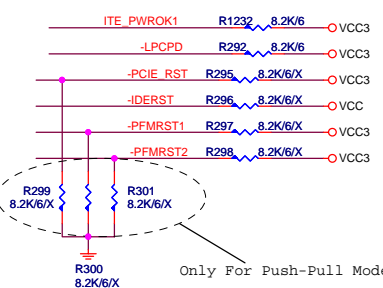 ITE_PWROK1 R1232 8.2K/6 VCC3
-LPCPD R292 8.2K/6 VCC3
-PCIE_RST R295 8.2K/6/X VCC3
-IDERST R296 8.2K/6/X VCC
-PFMRST1 R297 8.2K/6/X VCC3
-PFMRST2 R298 8.2K/6/X VCC3
R299 R301
8.2K/6/X 8.2K/6/X
R300
8.2K/6/X
Only For Push-Pull Mode